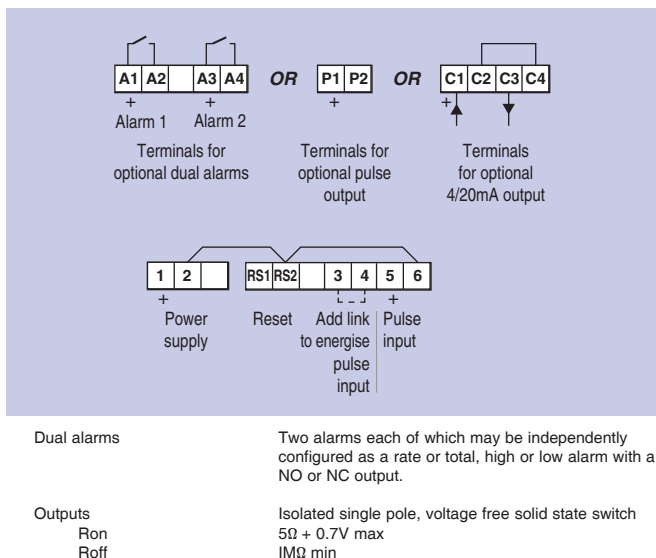 A1 A2 A3 A4 OR P1 P2 OR C1 C2 C3 C4
+ + + +
Alarm 1 Alarm 2
Terminals for
optional dual alarms
Terminals for
optional pulse
output
Terminals
for optional
4/20mA output
1 2 RS1 RS2 3 4 5 6
+ +
Power
supply
Reset
Add link
to energise
pulse
input
Pulse
input
Dual alarms
Two alarms each of which may be independently
configured as a rate or total, high or low alarm with a
NO or NC output.
Outputs
Isolated single pole, voltage free solid state switch
Ron
5Ω + 0.7V max
Roff
IMΩ min